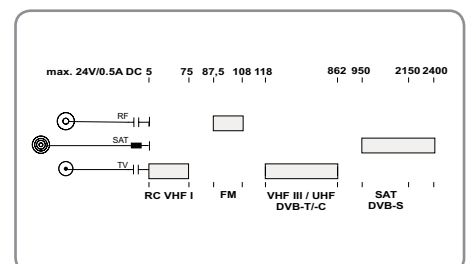 max. 24V/0.5A DC 5 75 87,5 108 118 862 950 2150 2400
RF
SAT
TV
RC VHF I FM VHF III / UHF SAT
DVB-T/-C DVB-S